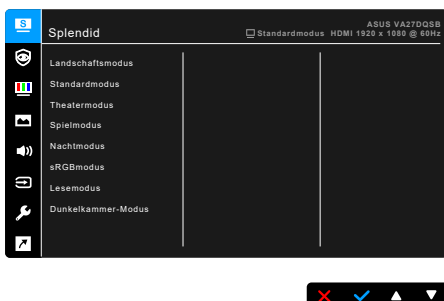 S
Splendid
ASUS VA27DQSB
Standardmodus HDMI 1920 x 1080 @ 60Hz
Landschaftsmodus
Standardmodus
Theatermodus
Spielmodus
Nachtmodus
sRGBmodus
Lesemodus
Dunkelkammer-Modus